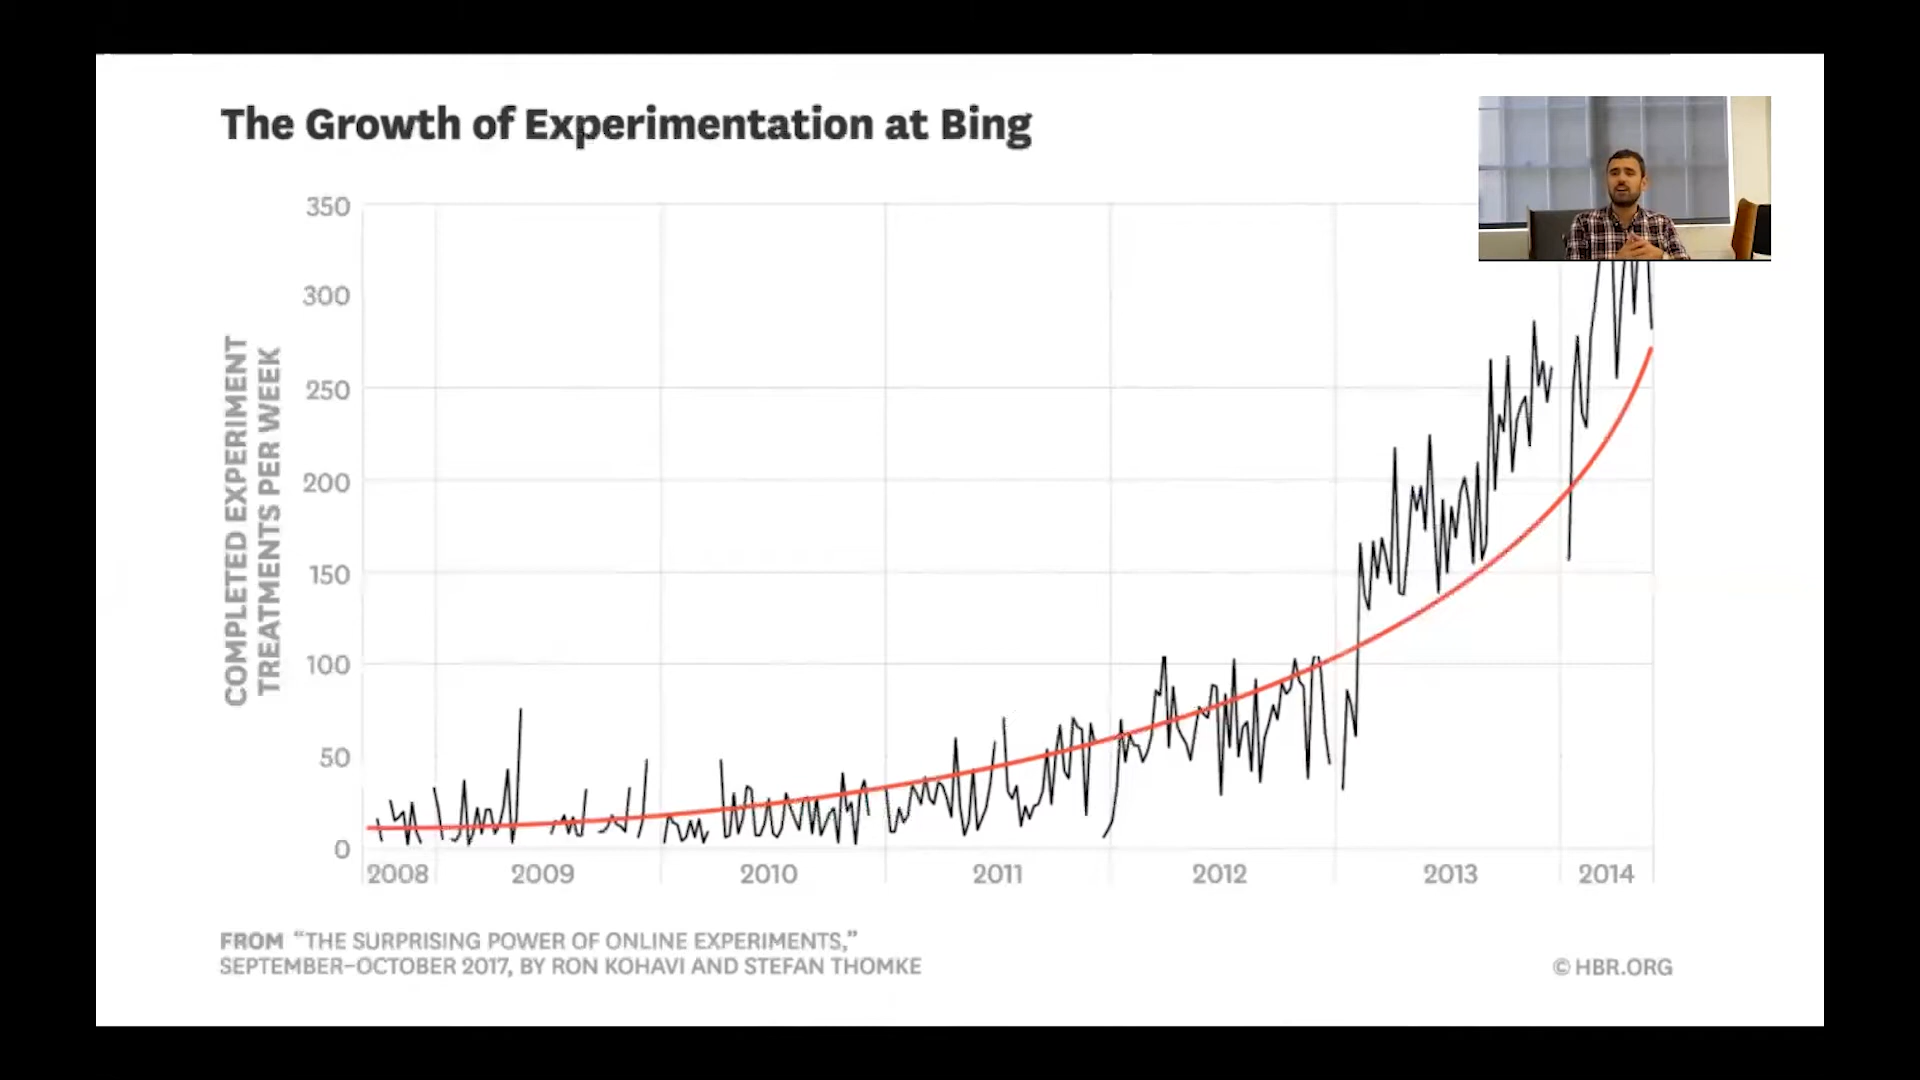 The Growth of Experimentation at Bing
350
300
250
200
150
100
50
0
COMPLETED EXPERIMENT
TREATMENTS PER WEEK
2008 2009 2010 2011 2012 2013 2014
FROM “THE SURPRISING POWER OF ONLINE EXPERIMENTS,”
SEPTEMBER–OCTOBER 2017, BY RON KOHAVI AND STEFAN THOMKE
© HBR.ORG